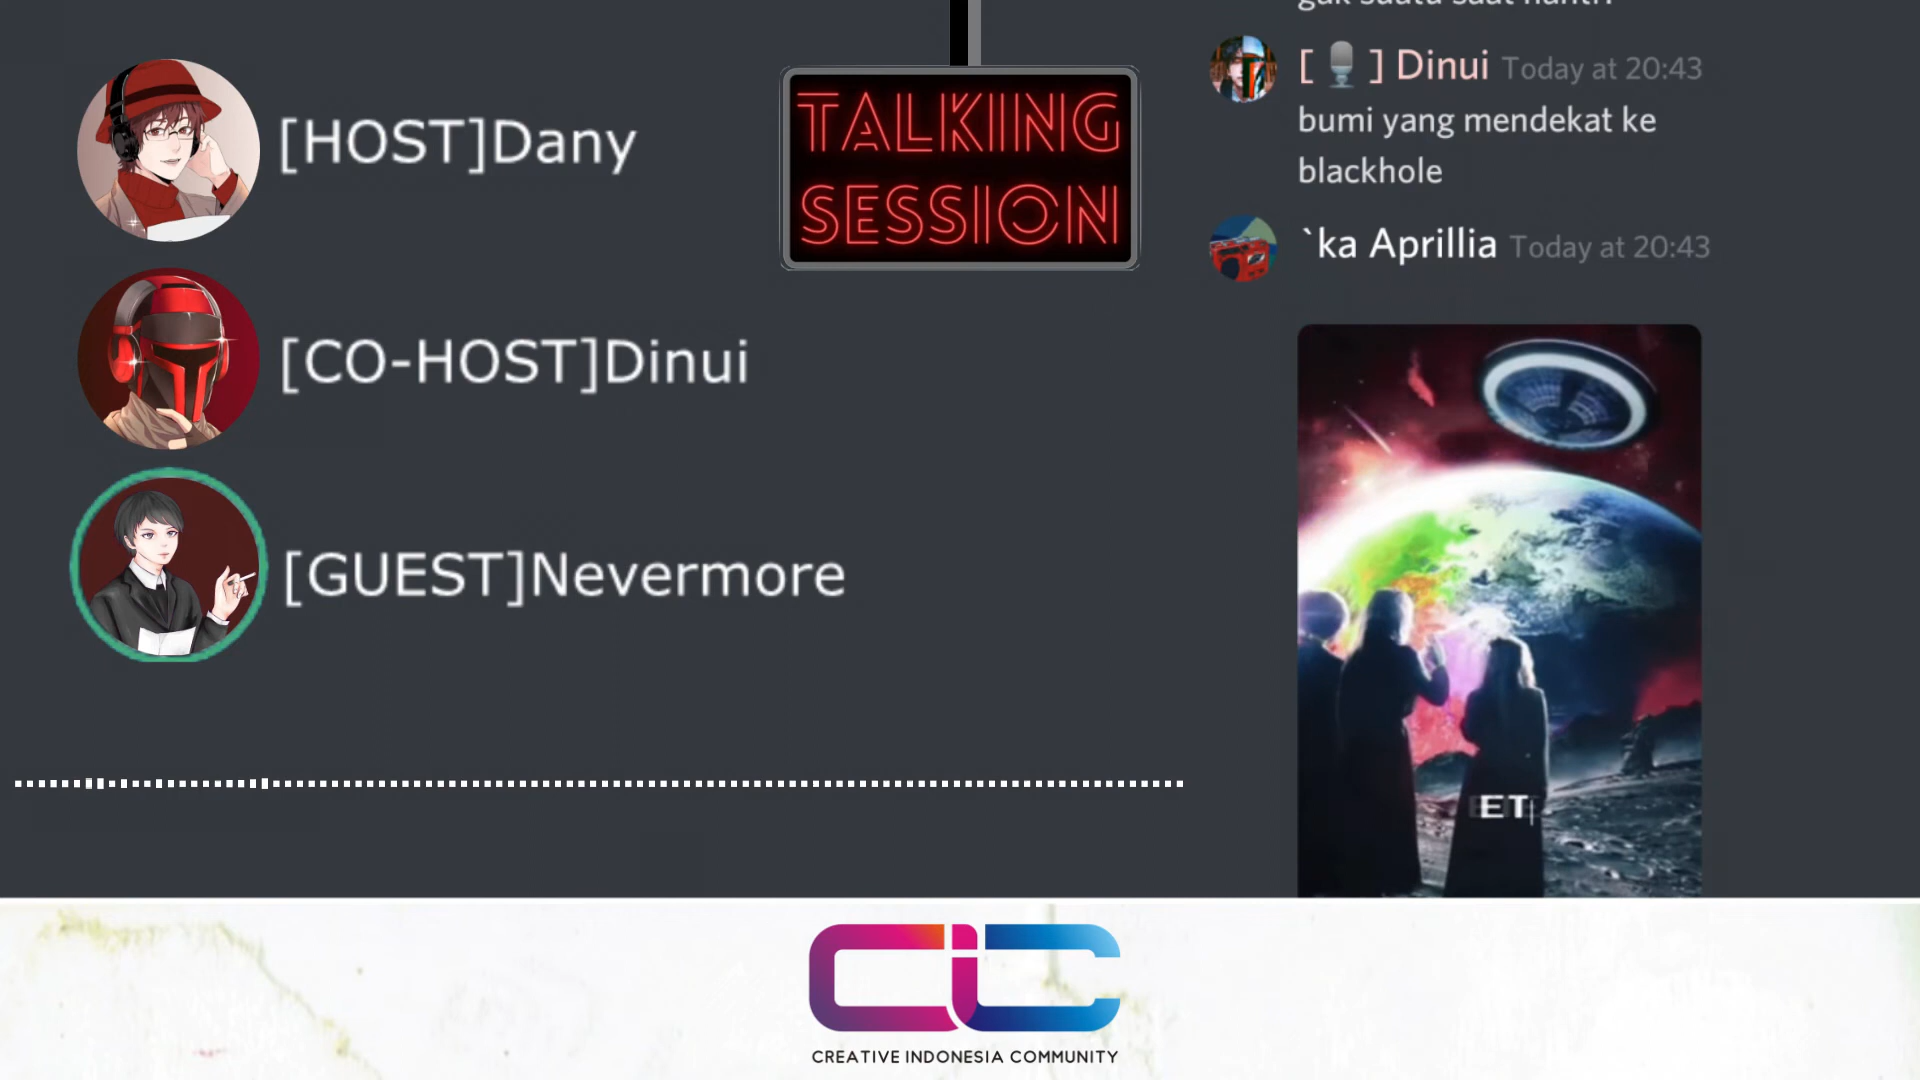 [HOST]Dany
[CO-HOST]Dinui
[GUEST]Nevermore
TALKING
SESSION
[🎙] Dinui Today at 20:43
bumi yang mendekat ke
blackhole
`ka Aprillia Today at 20:43
ET
CIC
CREATIVE INDONESIA COMMUNITY